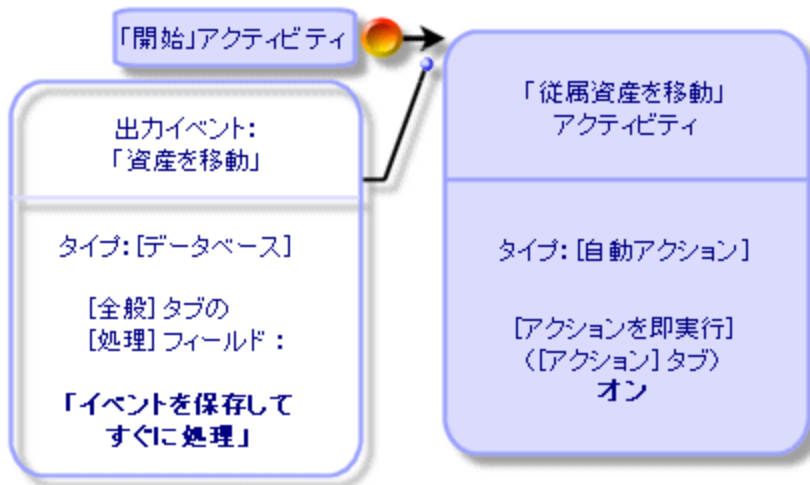 「開始」アクティビティ
出力イベント:
「資産を移動」
タイプ:[データベース]
[全般]タブの
[処理]フィールド:
「イベントを保存して
すぐに処理」
「従属資産を移動」
アクティビティ
タイプ:[自動アクション]
[アクションを即実行]
([アクション]タブ)
オン